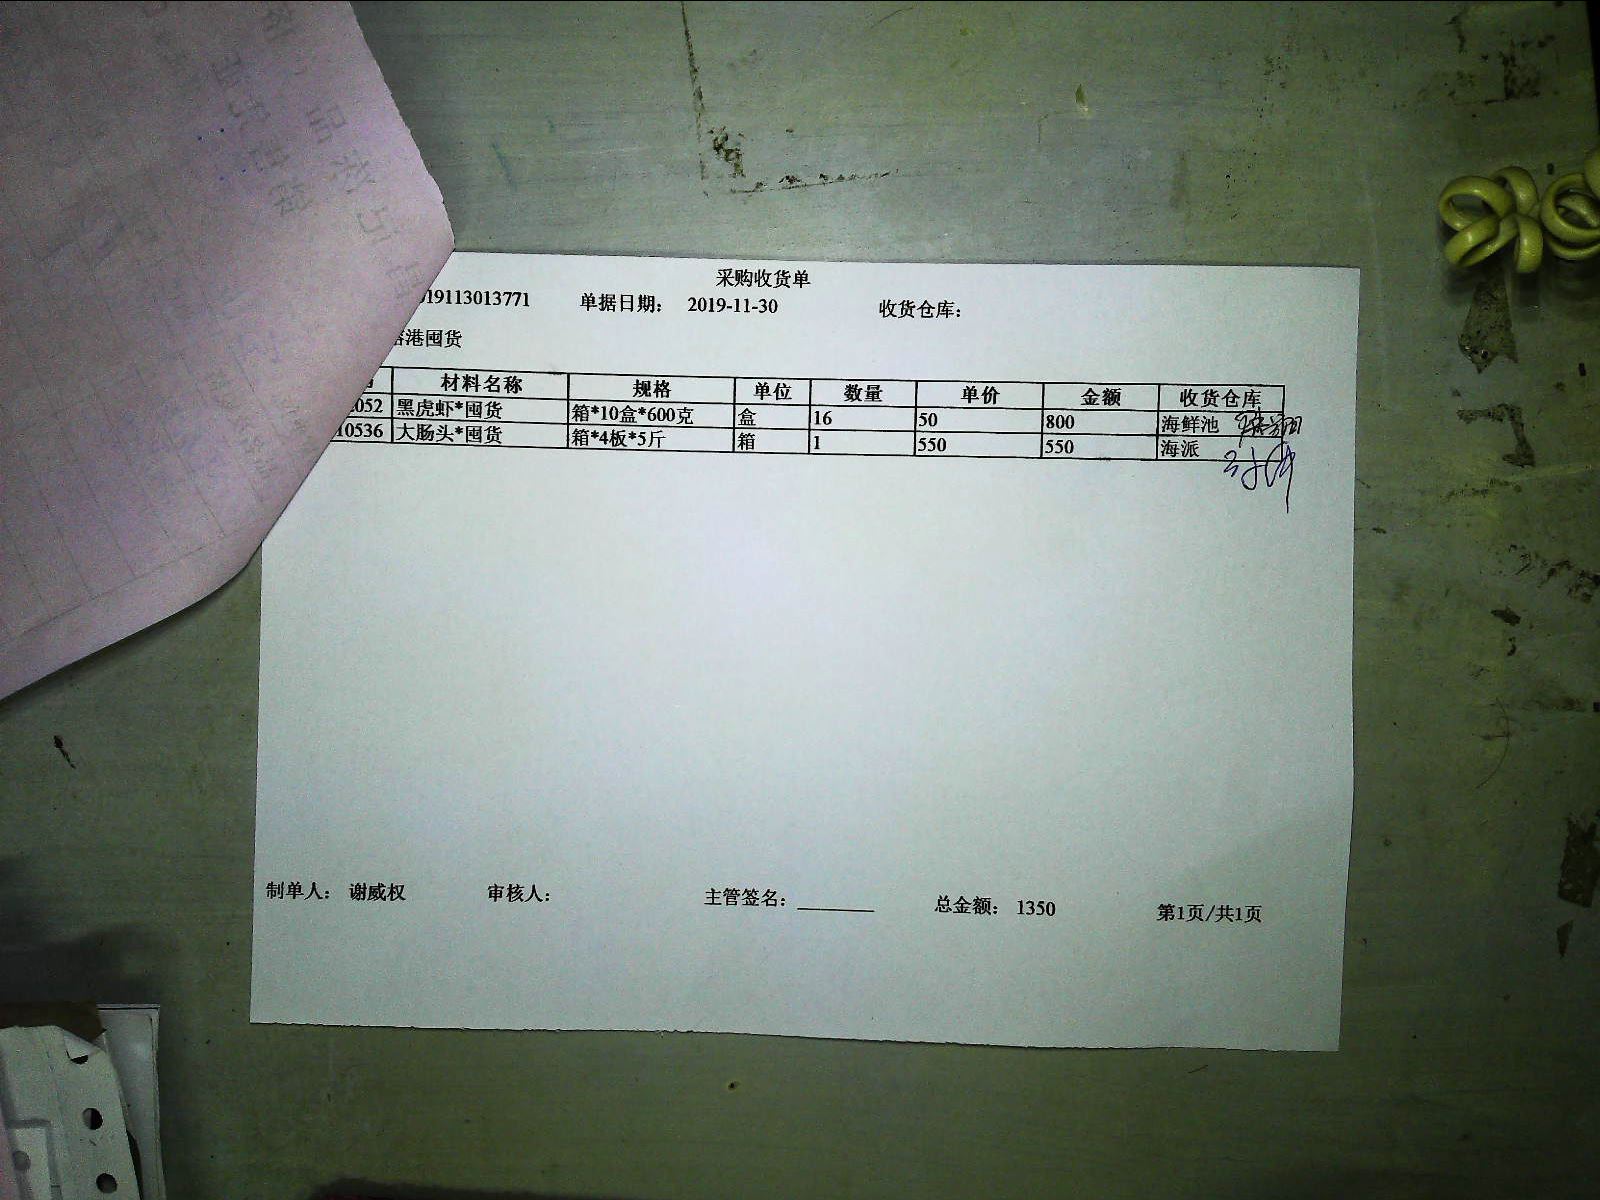 采购收货单
19113013771 单据日期: 2019-11-30 收货仓库:
港囤货
材料名称 规格 单位 数量 单价 金额 收货仓库
052 黑虎虾*囤货 箱*10盒*600克 盒 16 50 800 海鲜池
10536 大肠头*囤货 箱*4板*5斤 箱 1 550 550 海派
制单人: 谢威权 审核人: 主管签名: 总金额: 1350 第1页/共1页